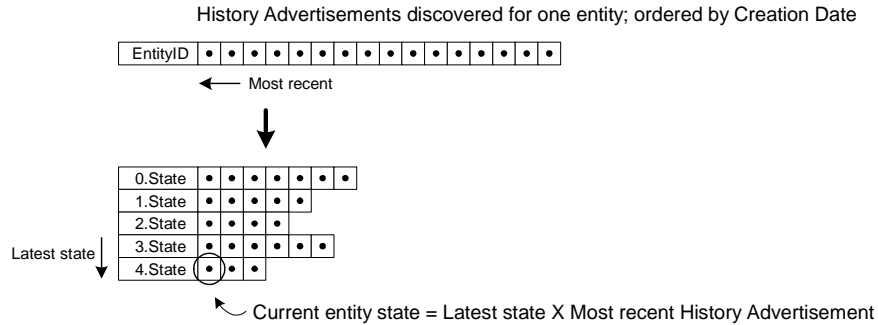 History Advertisements discovered for one entity; ordered by Creation Date
EntityID
Most recent
0.State
1.State
2.State
3.State
Latest state
4.State
Current entity state = Latest state X Most recent History Advertisement